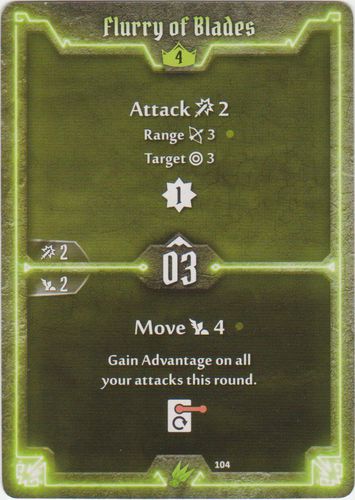 Flurry of Blades
4
Attack 2
Range 3
Target 3
1
2
03
2
Move 4
Gain Advantage on all
your attacks this round.
104